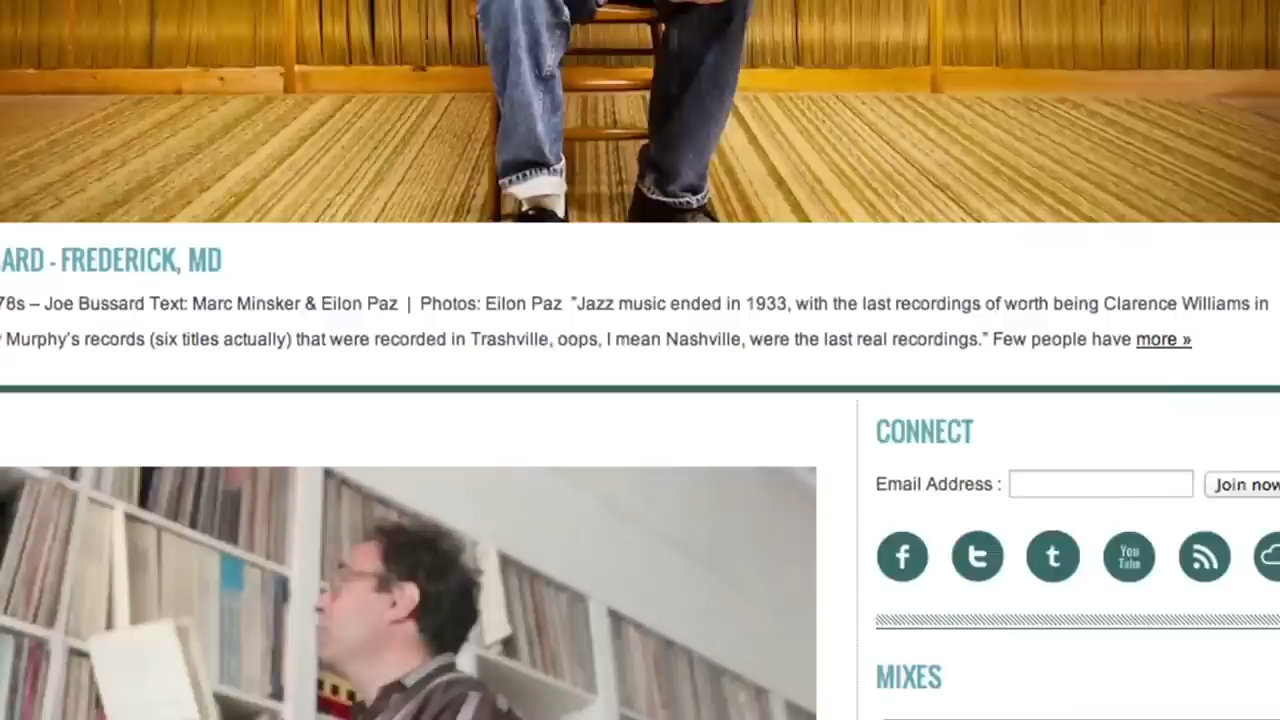 ARD - FREDERICK, MD
78s – Joe Bussard Text: Marc Minsker & Eilon Paz | Photos: Eilon Paz "Jazz music ended in 1933, with the last recordings of worth being Clarence Williams in
Murphy's records (six titles actually) that were recorded in Trashville, oops, I mean Nashville, were the last real recordings." Few people have more »
CONNECT
Email Address :
Join now
You
Tube
MIXES